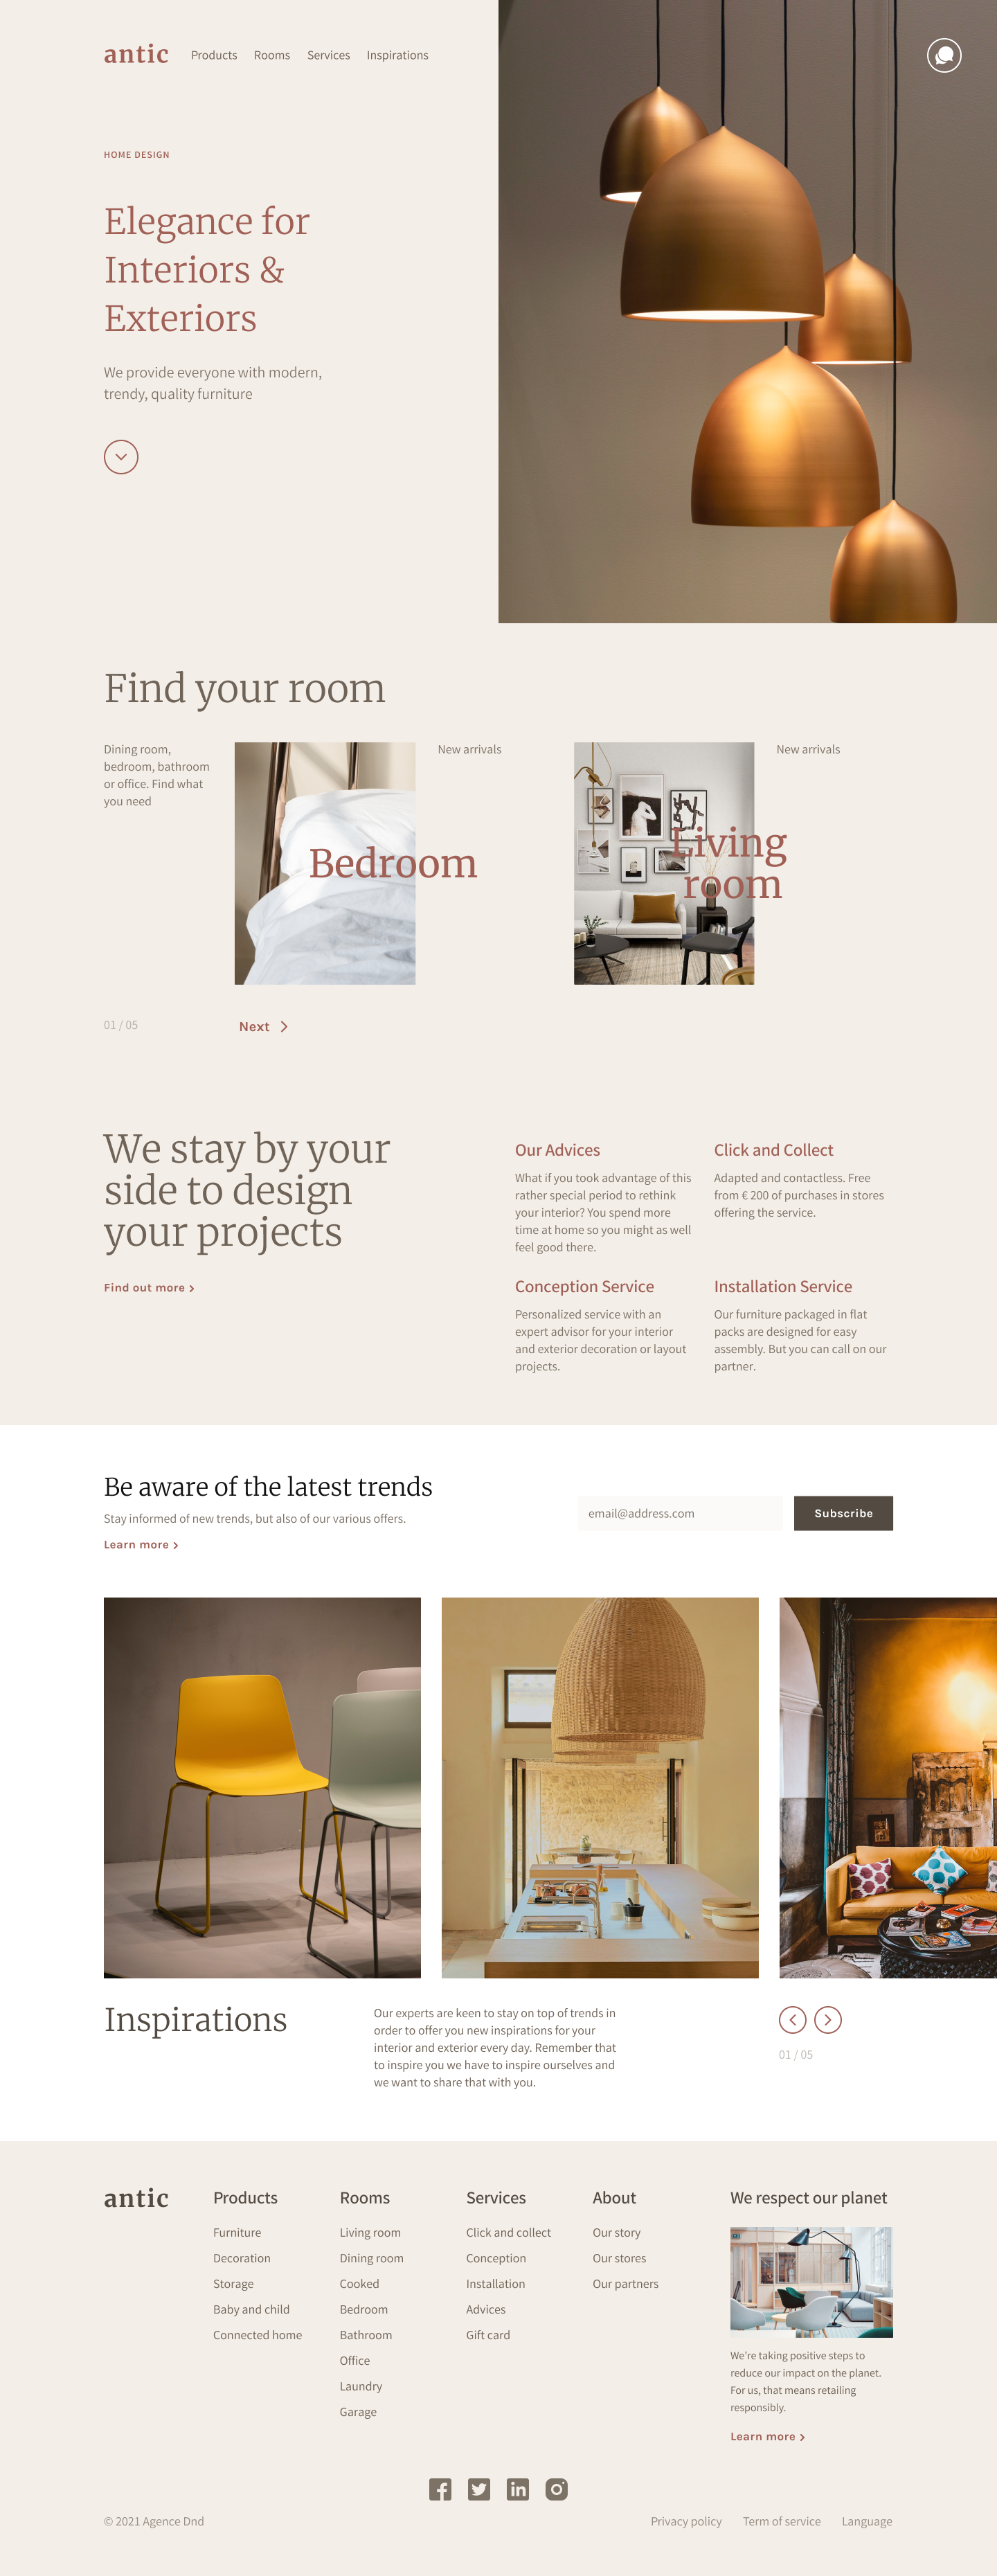 antic
Products
Rooms
Services
Inspirations
HOME DESIGN
Elegance for
Interiors &
Exteriors
We provide everyone with modern,
trendy, quality furniture
Find your room
Dining room,
bedroom, bathroom
or office. Find what
you need
Bedroom
New arrivals
Living
room
New arrivals
01 / 05
Next
We stay by your
side to design
your projects
Find out more
Our Advices
What if you took advantage of this
rather special period to rethink
your interior? You spend more
time at home so you might as well
feel good there.
Click and Collect
Adapted and contactless. Free
from € 200 of purchases in stores
offering the service.
Conception Service
Personalized service with an
expert advisor for your interior
and exterior decoration or layout
projects.
Installation Service
Our furniture packaged in flat
packs are designed for easy
assembly. But you can call on our
partner.
Be aware of the latest trends
Stay informed of new trends, but also of our various offers.
Learn more
email@address.com
Subscribe
Inspirations
Our experts are keen to stay on top of trends in
order to offer you new inspirations for your
interior and exterior every day. Remember that
to inspire you we have to inspire ourselves and
we want to share that with you.
01 / 05
antic
Products
Furniture
Decoration
Storage
Baby and child
Connected home
Rooms
Living room
Dining room
Cooked
Bedroom
Bathroom
Office
Laundry
Garage
Services
Click and collect
Conception
Installation
Advices
Gift card
About
Our story
Our stores
Our partners
We respect our planet
We're taking positive steps to
reduce our impact on the planet.
For us, that means retailing
responsibly.
Learn more
© 2021 Agence Dnd
Privacy policy
Term of service
Language